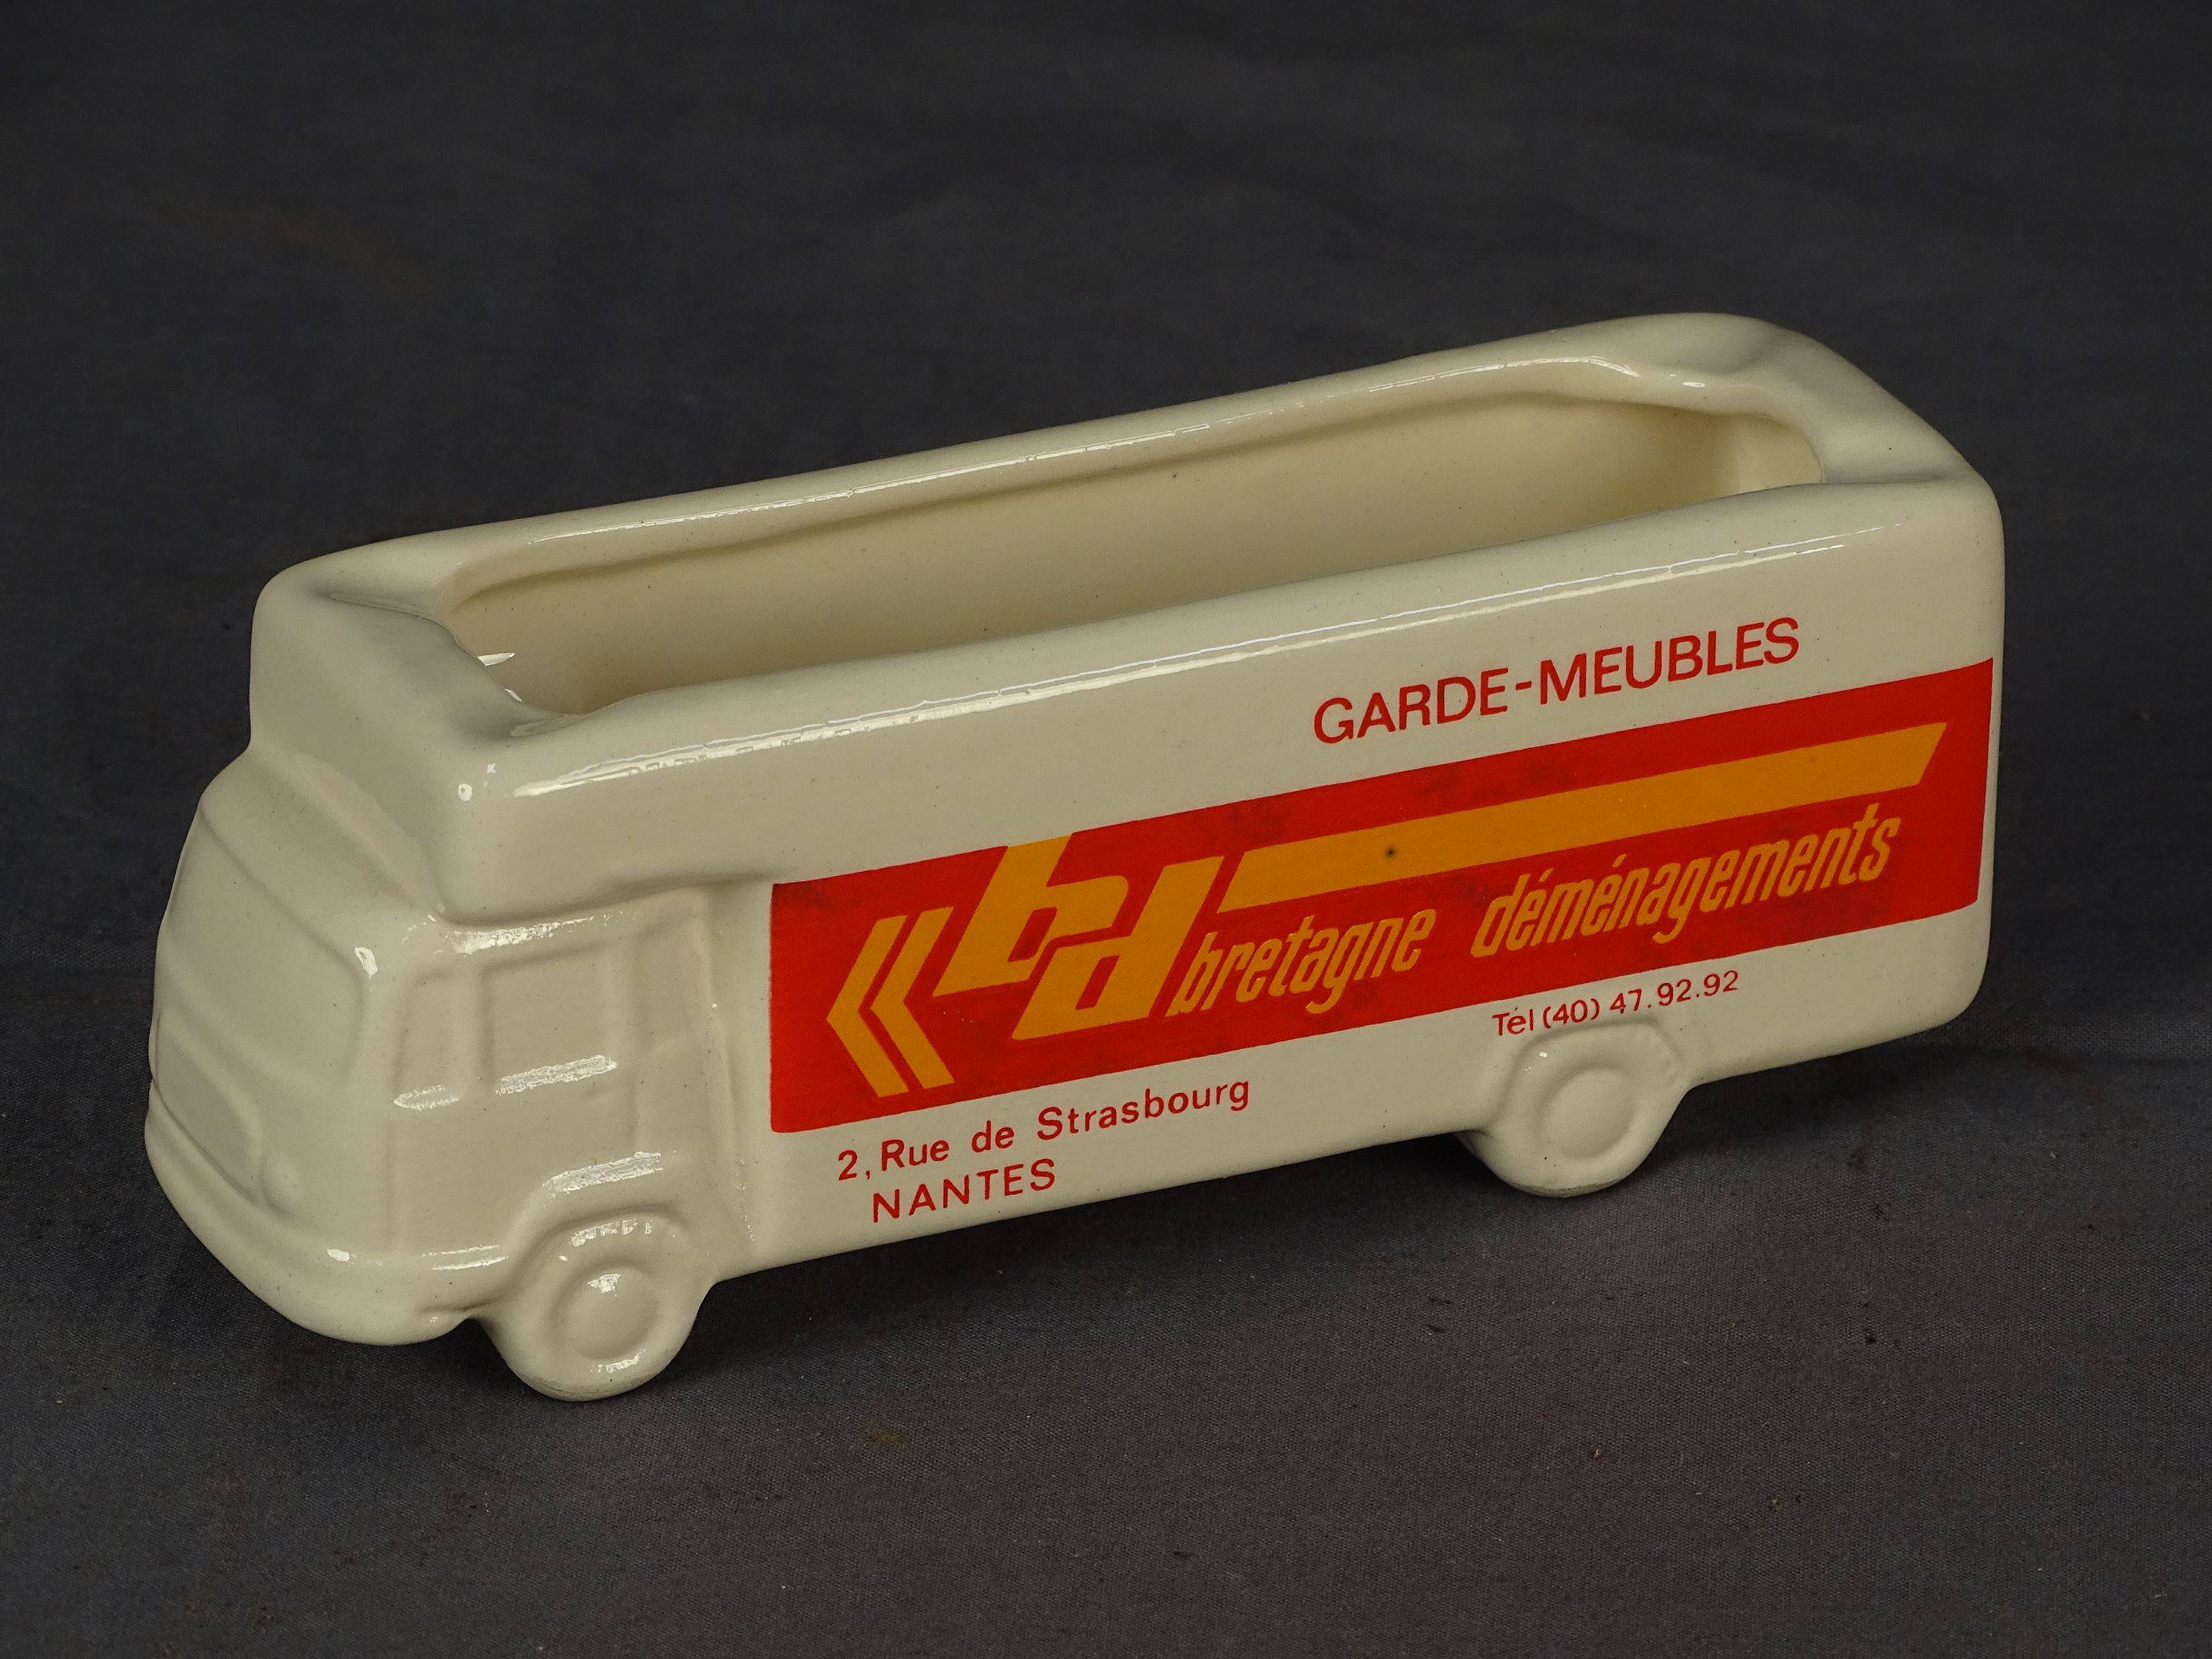 GARDE-MEUBLES
bd bretagne déménagements
Tél (40) 47.92.92
2, Rue de Strasbourg
NANTES